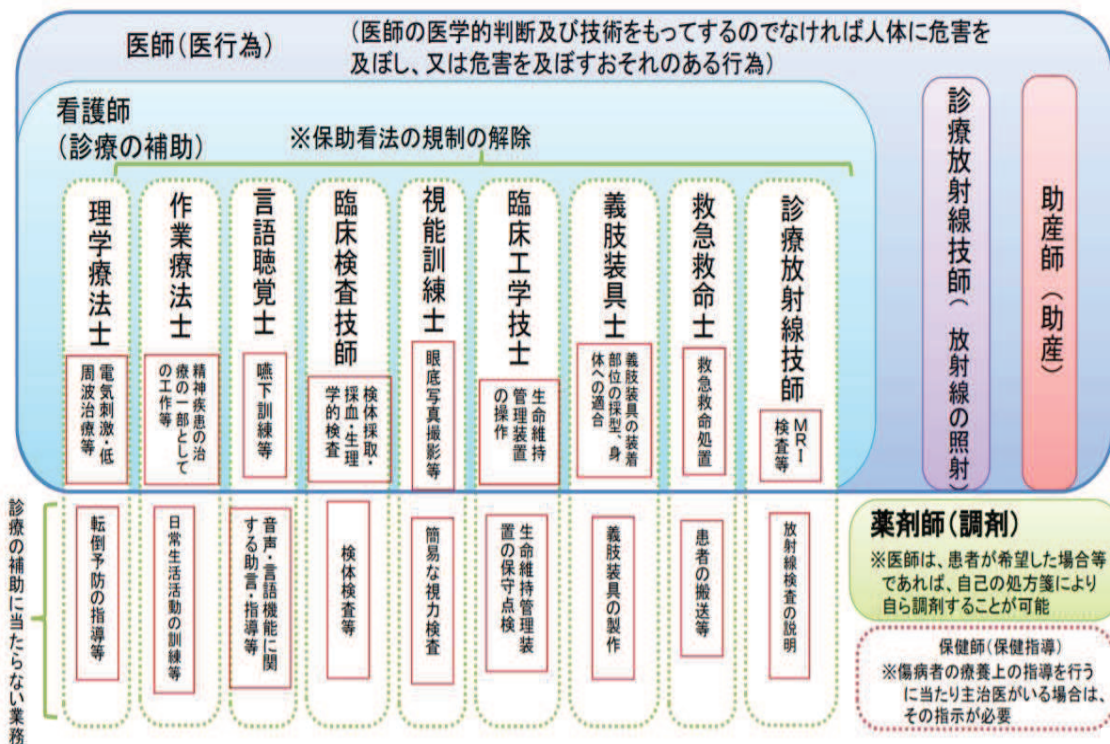 医師(医行為)
(医師の医学的判断及び技術をもってするのでなければ人体に危害を
及ぼし、又は危害を及ぼすおそれのある行為)
看護師
(診療の補助)
※保助看法の規制の解除
理学療法士
電気刺激・低
周波治療等
作業療法士
精神疾患の治
療の一部として
の工作等
言語聴覚士
嚥下訓練等
臨床検査技師
検体採取・
採血・生理
学的検査
視能訓練士
眼底写真撮影等
臨床工学技士
生命維持
管理装置
の操作
義肢装具士
義肢装具の装着
部位の採型、身
体への適合
救急救命士
救急救命処置
診療放射線技師
MRI
検査等
診療放射線技師( 放射線の照射)
助産師(助産)
診療の補助に当たらない業務
転倒予防の指導等
日常生活活動の訓練等
音声・言語機能に関
する助言・指導等
検体検査等
簡易な視力検査
生命維持管理装
置の保守点検
義肢装具の製作
患者の搬送等
放射線検査の説明
薬剤師(調剤)
※医師は、患者が希望した場合等
であれば、自己の処方箋により
自ら調剤することが可能
保健師(保健指導)
※傷病者の療養上の指導を行う
に当たり主治医がいる場合は、
その指示が必要